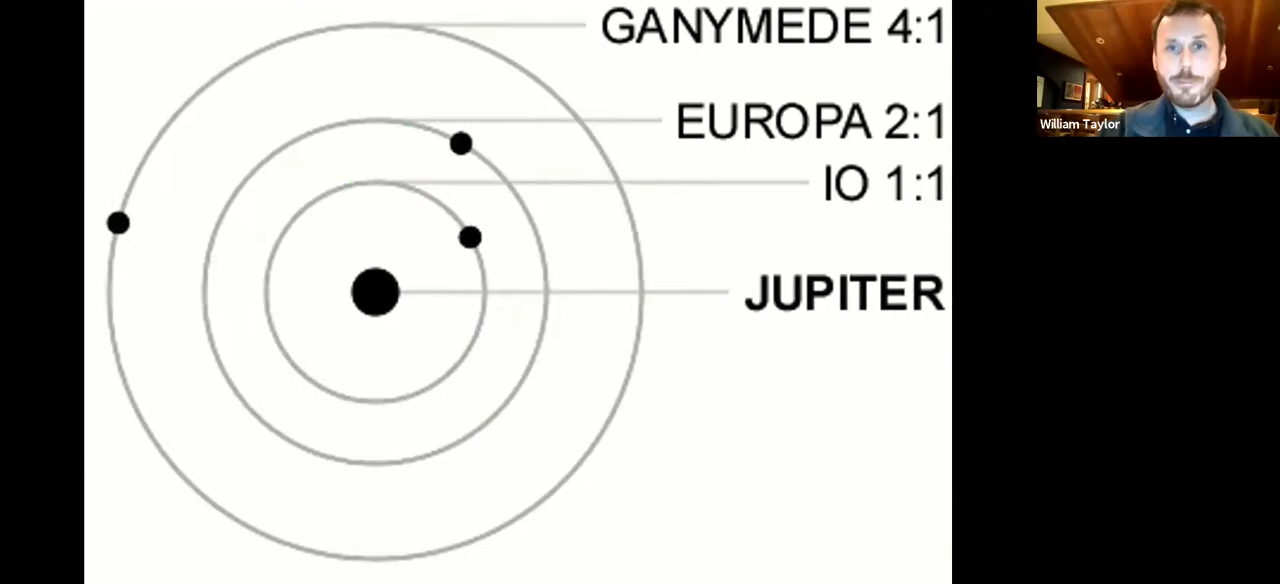 GANYMEDE 4:1
EUROPA 2:1
IO 1:1
JUPITER
William Taylor